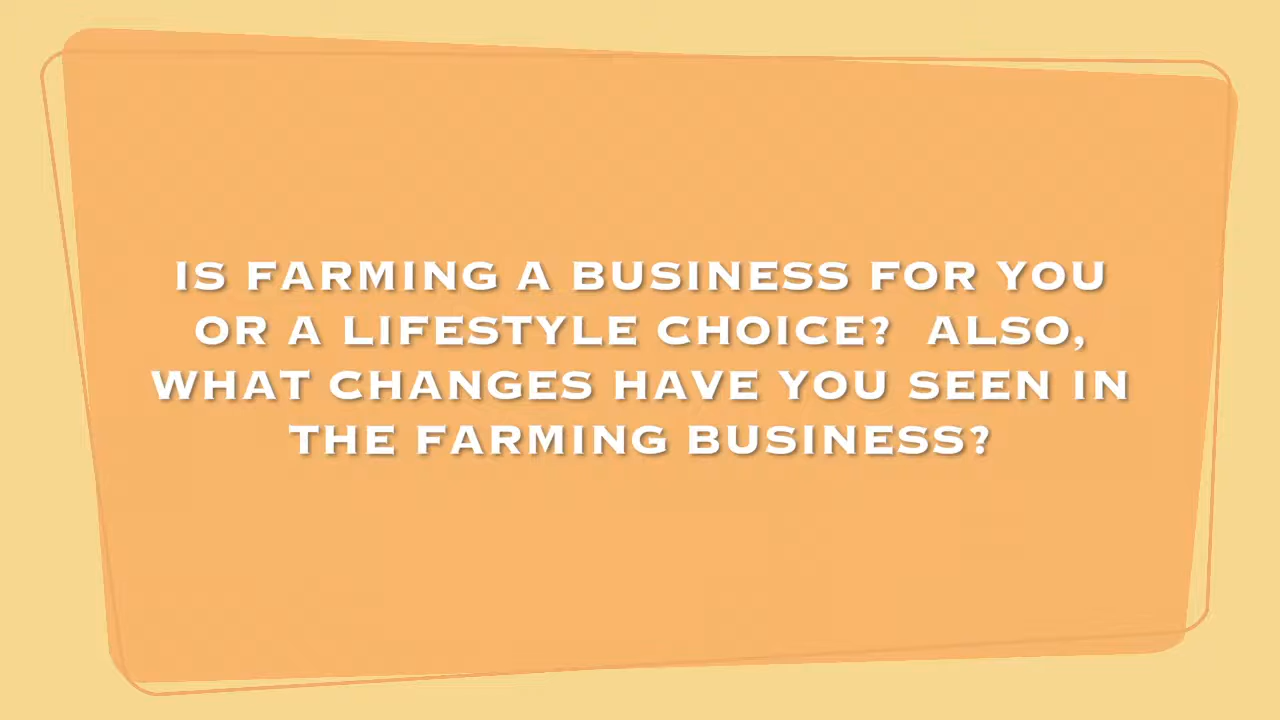 IS FARMING A BUSINESS FOR YOU
OR A LIFESTYLE CHOICE? ALSO,
WHAT CHANGES HAVE YOU SEEN IN
THE FARMING BUSINESS?